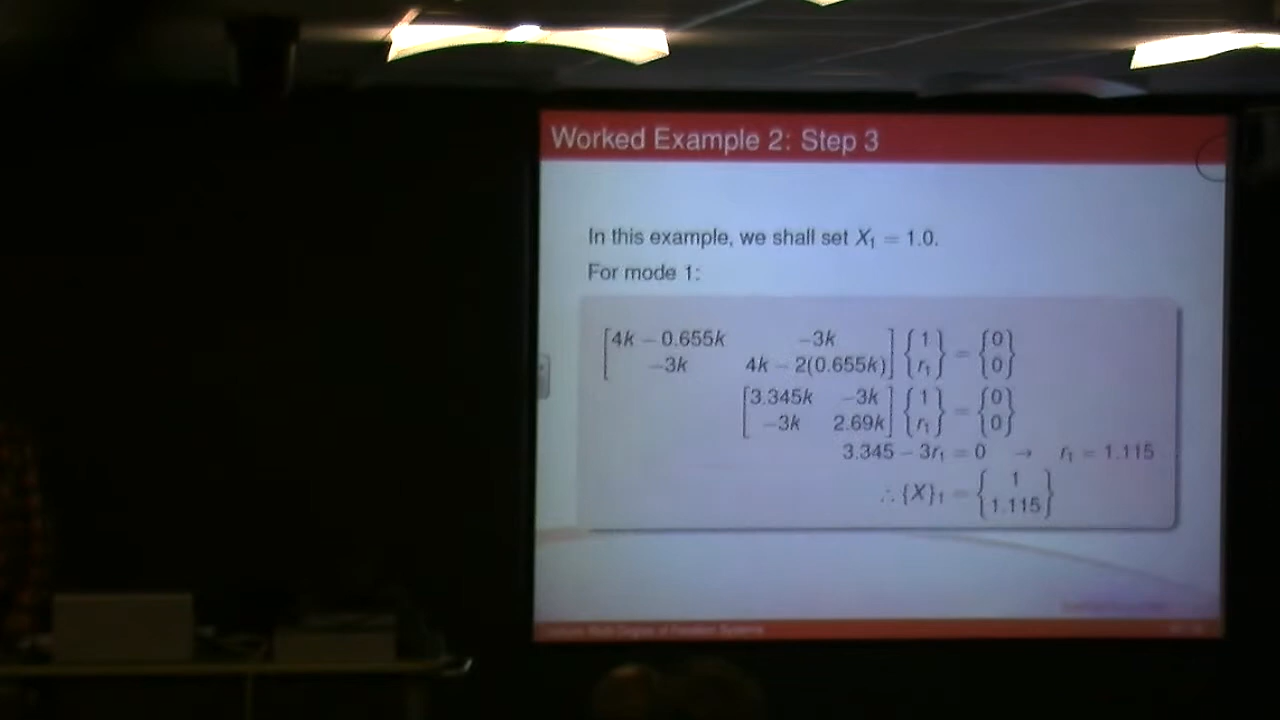 Worked Example 2: Step 3
In this example, we shall set X₁ = 1.0.
For mode 1:
[4k − 0.655k −3k] {1} = {0}
[−3k 4k − 2(0.655k)] {r₁} = {0}
[3.345k −3k] {1} = {0}
[−3k 2.69k] {r₁} = {0}
3.345 − 3r₁ = 0 → r₁ = 1.115
∴ {X}₁ = {1
1.115}